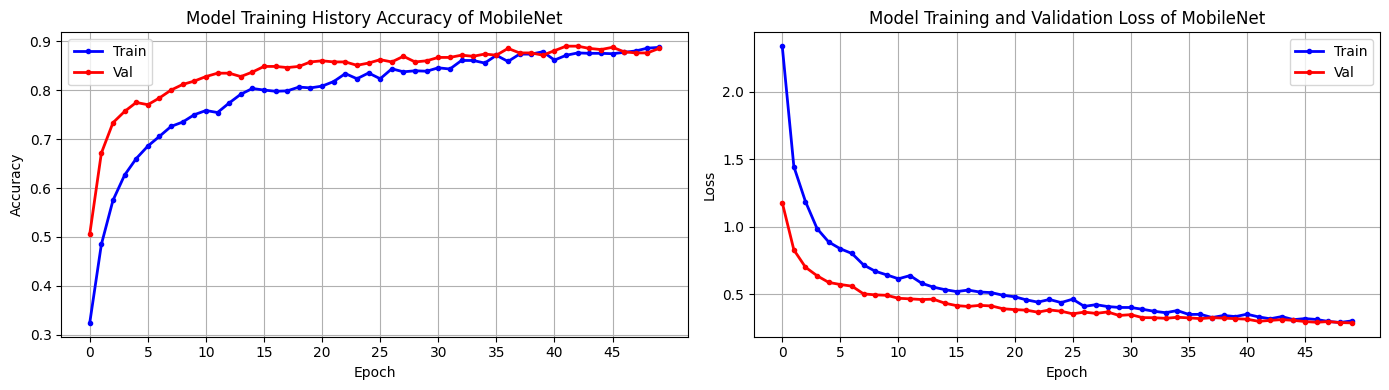 Model Training History Accuracy of MobileNet
Train
Val
0.9
0.8
0.7
0.6
0.5
0.4
0.3
Accuracy
0 5 10 15 20 25 30 35 40 45
Epoch
Model Training and Validation Loss of MobileNet
Train
Val
2.0
1.5
1.0
0.5
Loss
0 5 10 15 20 25 30 35 40 45
Epoch